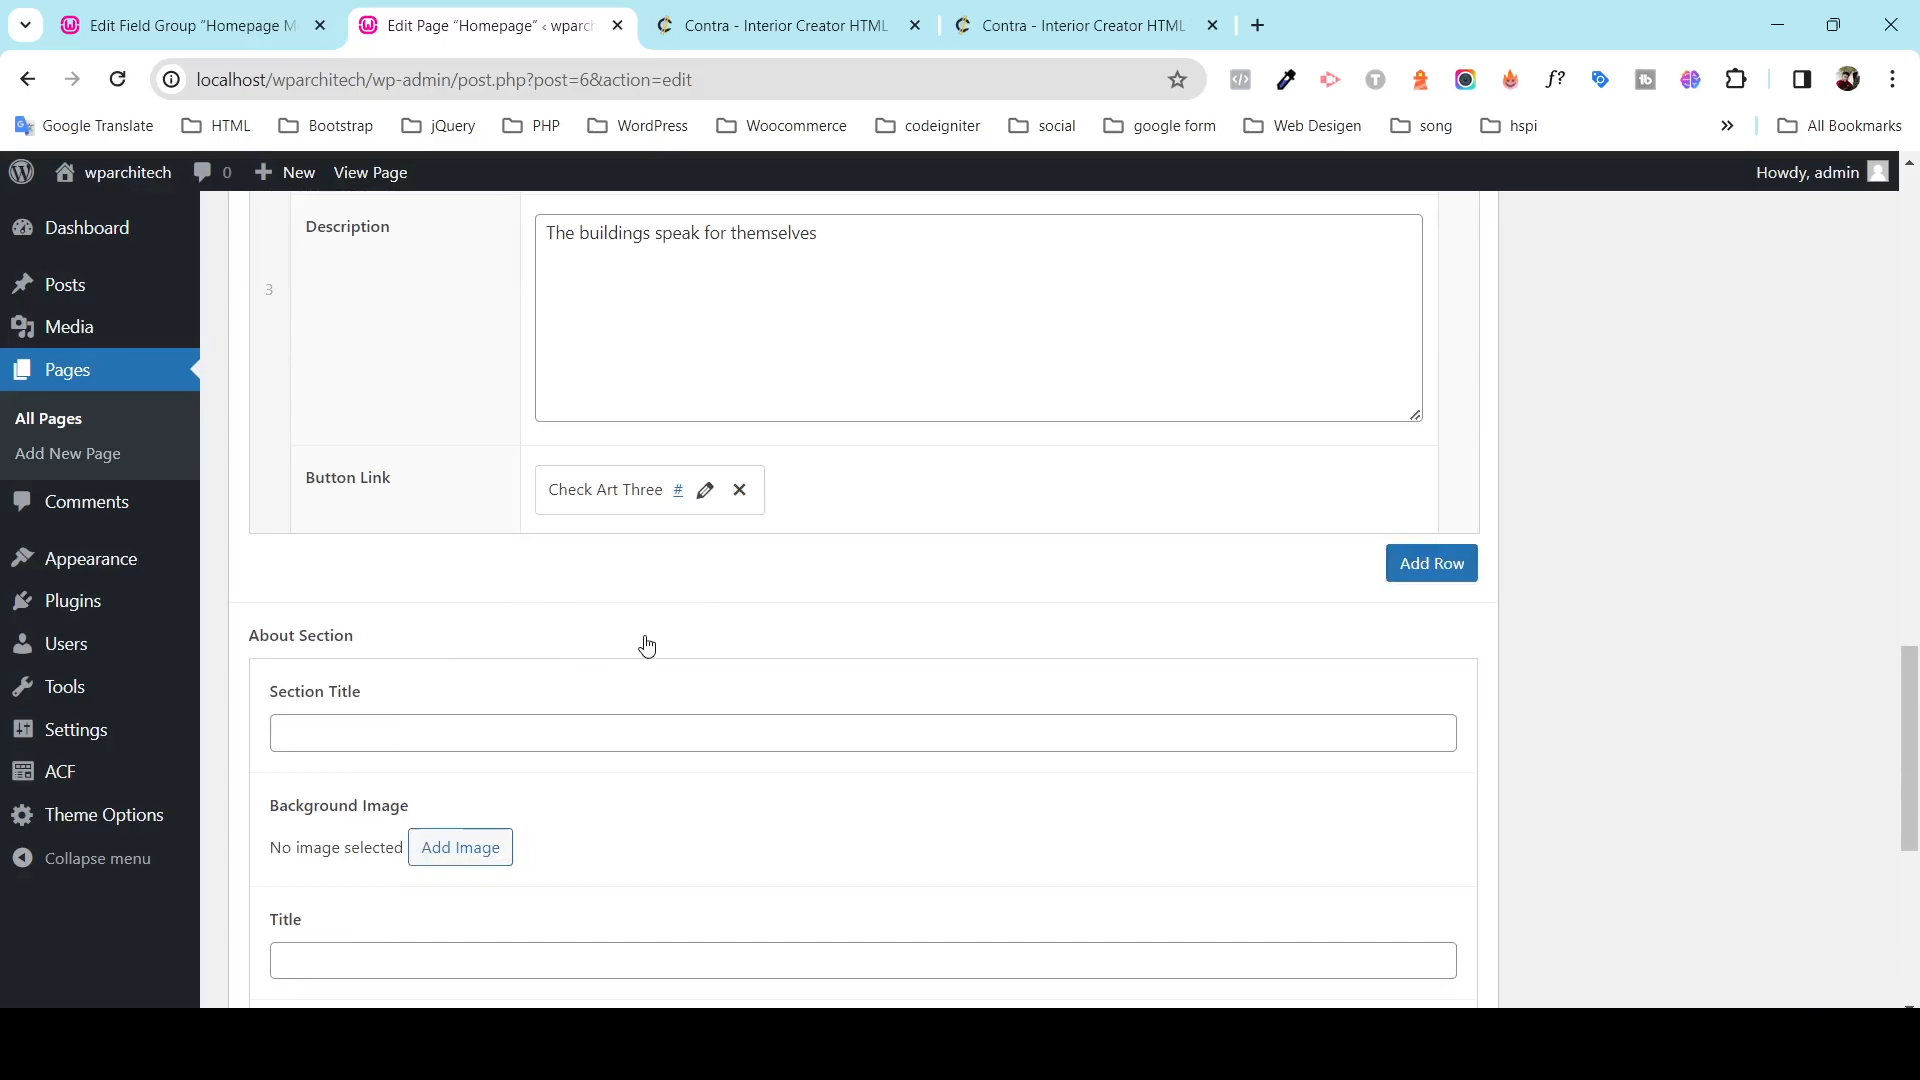 Edit Field Group "Homepage M
Edit Page "Homepage" ‹ wparch
Contra - Interior Creator HTML
Contra - Interior Creator HTML
localhost/wparchitech/wp-admin/post.php?post=6&action=edit
Google Translate
HTML
Bootstrap
jQuery
PHP
WordPress
Woocommerce
codeigniter
social
google form
Web Desigen
song
hspi
All Bookmarks
wparchitech
0
New
View Page
Howdy, admin
Dashboard
Posts
Media
Pages
All Pages
Add New Page
Comments
Appearance
Plugins
Users
Tools
Settings
ACF
Theme Options
Collapse menu
Description
The buildings speak for themselves
3
Button Link
Check Art Three #
Add Row
About Section
Section Title
Background Image
No image selected
Add Image
Title